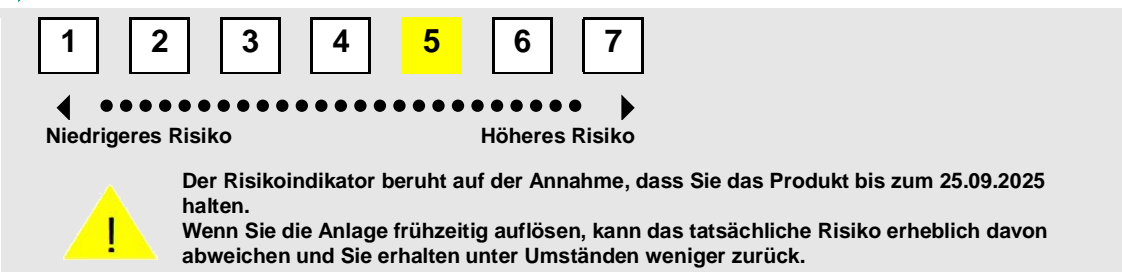 1 2 3 4 5 6 7
Niedrigeres Risiko Höheres Risiko
Der Risikoindikator beruht auf der Annahme, dass Sie das Produkt bis zum 25.09.2025
halten.
!
Wenn Sie die Anlage frühzeitig auflösen, kann das tatsächliche Risiko erheblich davon
abweichen und Sie erhalten unter Umständen weniger zurück.